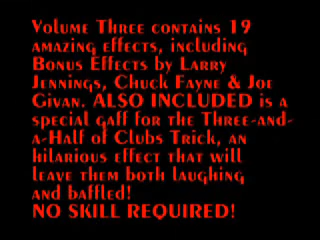 Volume Three contains 19
amazing effects, including
Bonus Effects by Larry
Jennings, Chuck Fayne & Joe
Givan. ALSO INCLUDED is a
special gaff for the Three-and-
a-Half of Clubs Trick, an
hilarious effect that will
leave them both laughing
and baffled!
NO SKILL REQUIRED!